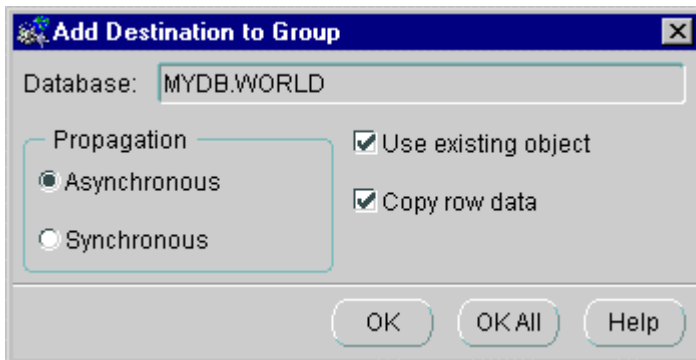 Add Destination to Group
Database: MYDB.WORLD
Propagation
Asynchronous
Synchronous
Use existing object
Copy row data
OK OK All Help